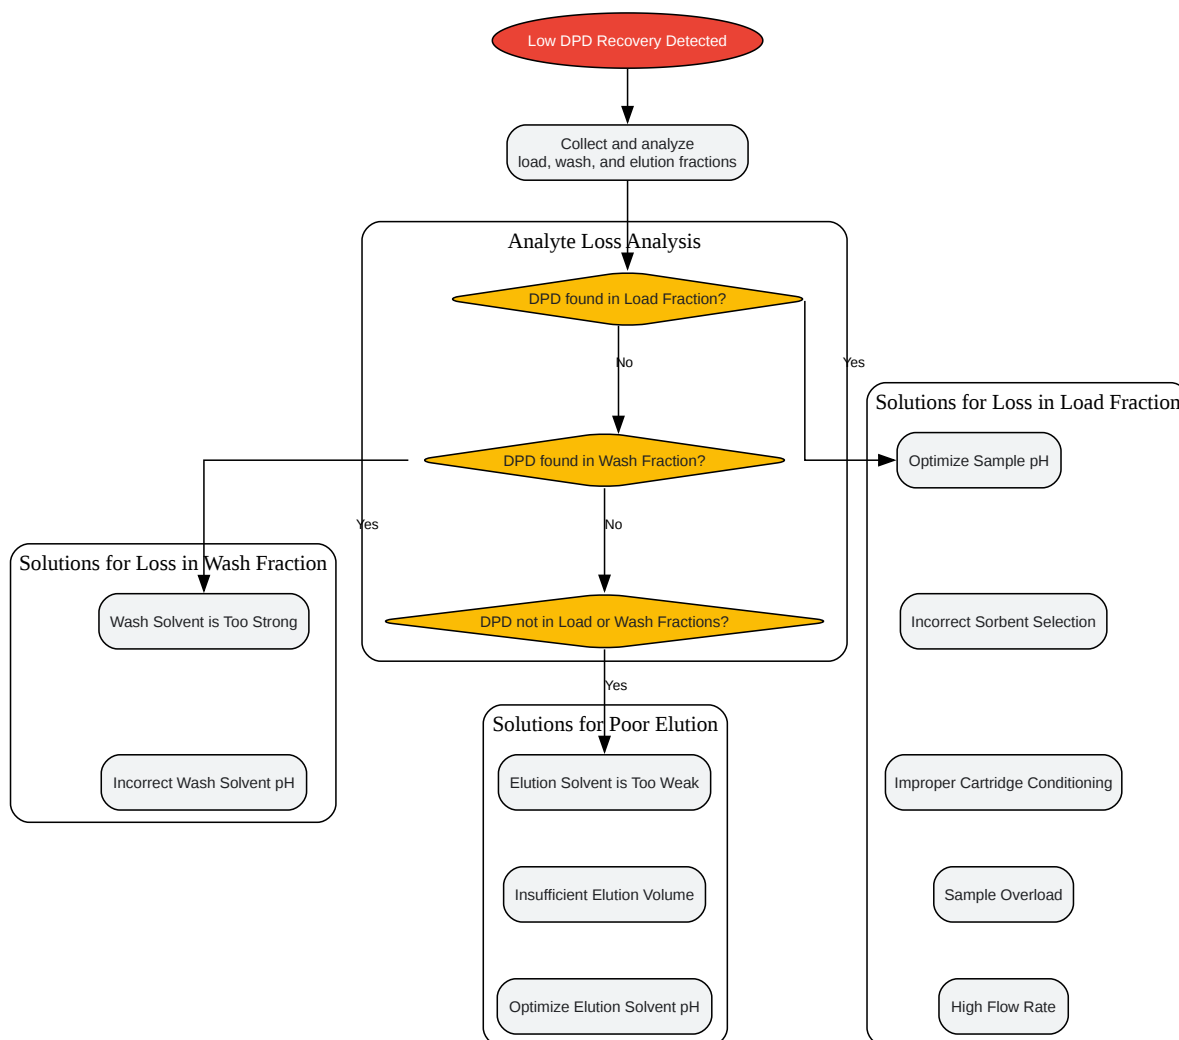 Low DPD Recovery Detected
Collect and analyze
load, wash, and elution fractions
Analyte Loss Analysis
DPD found in Load Fraction?
No
Yes
Solutions for Loss in Load Fraction
DPD found in Wash Fraction?
Optimize Sample pH
Yes
No
Solutions for Loss in Wash Fraction
Wash Solvent is Too Strong
DPD not in Load or Wash Fractions?
Incorrect Sorbent Selection
Yes
Solutions for Poor Elution
Incorrect Wash Solvent pH
Elution Solvent is Too Weak
Improper Cartridge Conditioning
Insufficient Elution Volume
Sample Overload
Optimize Elution Solvent pH
High Flow Rate